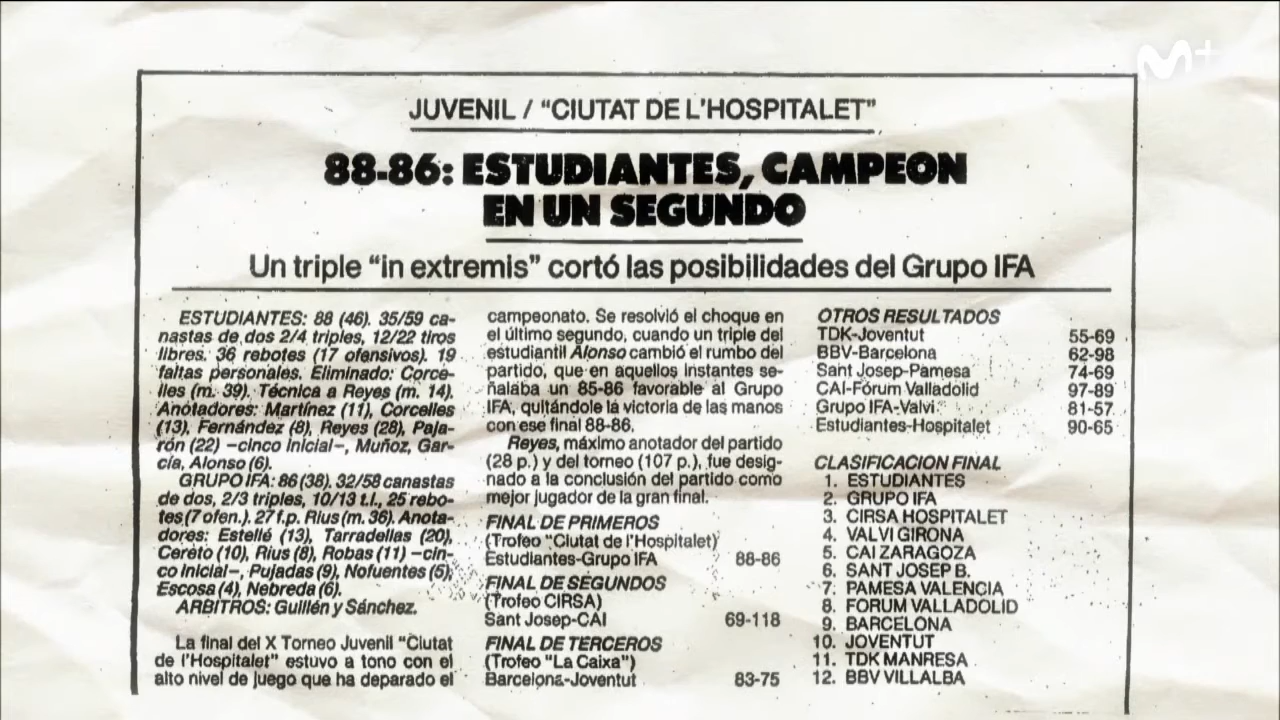 M+
JUVENIL / "CIUTAT DE L'HOSPITALET"
88-86: ESTUDIANTES, CAMPEON
EN UN SEGUNDO
Un triple "in extremis" cortó las posibilidades del Grupo IFA
ESTUDIANTES: 88 (46). 35/59 ca-
nastas de dos 2/4 triples, 12/22 tiros
libres. 36 rebotes (17 ofensivos). 19
faltas personales. Eliminado: Corce-
lles (m. 39). Técnica a Reyes (m. 14).
Anotadores: Martínez (11), Corcelles
(13), Fernández (8), Reyes (28), Paja-
rón (22) —cinco inicial—, Muñoz, Gar-
cía, Alonso (6).
GRUPO IFA: 86 (38). 32/58 canastas
de dos, 2/3 triples, 10/13 t.l., 25 rebo-
tes (7 ofen.). 27 f.p. Rius (m. 36). Anota-
dores: Estellé (13), Tarradellas (20),
Cereto (10), Rius (8), Robas (11) —cin-
co inicial—, Pujadas (9), Nofuentes (5),
Escosa (4), Nebreda (6).
ARBITROS: Guillén y Sánchez.
La final del X Torneo Juvenil "Ciutat
de l'Hospitalet" estuvo a tono con el
alto nivel de juego que ha deparado el
campeonato. Se resolvió el choque en
el último segundo, cuando un triple del
estudiantil Alonso cambió el rumbo del
partido, que en aquellos instantes se-
ñalaba un 85-86 favorable al Grupo
IFA, quitándole la victoria de las manos
con ese final 88-86.
Reyes, máximo anotador del partido
(28 p.) y del torneo (107 p.), fue desig-
nado a la conclusión del partido como
mejor jugador de la gran final.
FINAL DE PRIMEROS
(Trofeo "Ciutat de l'Hospitalet)
Estudiantes-Grupo IFA 88-86
FINAL DE SEGUNDOS
(Trofeo CIRSA)
Sant Josep-CAI 69-118
FINAL DE TERCEROS
(Trofeo "La Caixa")
Barcelona-Joventut 83-75
OTROS RESULTADOS
TDK-Joventut 55-69
BBV-Barcelona 62-98
Sant Josep-Pamesa 74-69
CAI-Fórum Valladolid 97-89
Grupo IFA-Valvi 81-57
Estudiantes-Hospitalet 90-65
CLASIFICACION FINAL
1. ESTUDIANTES
2. GRUPO IFA
3. CIRSA HOSPITALET
4. VALVI GIRONA
5. CAI ZARAGOZA
6. SANT JOSEP B.
7. PAMESA VALENCIA
8. FORUM VALLADOLID
9. BARCELONA
10. JOVENTUT
11. TDK MANRESA
12. BBV VILLALBA